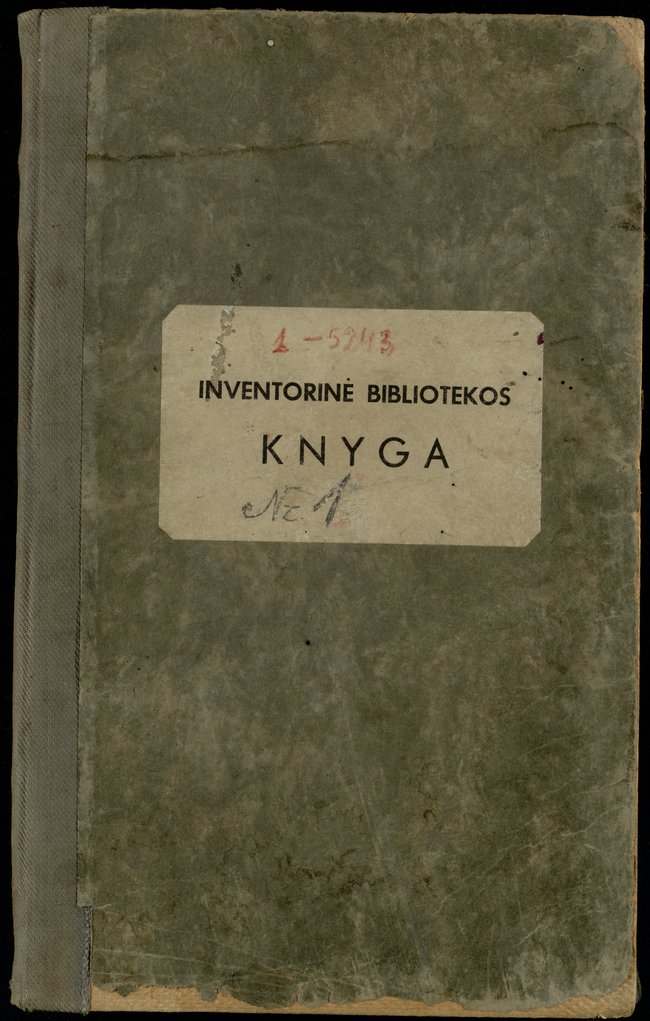 1 – 5243
INVENTORINĖ BIBLIOTEKOS
KNYGA
№ 1